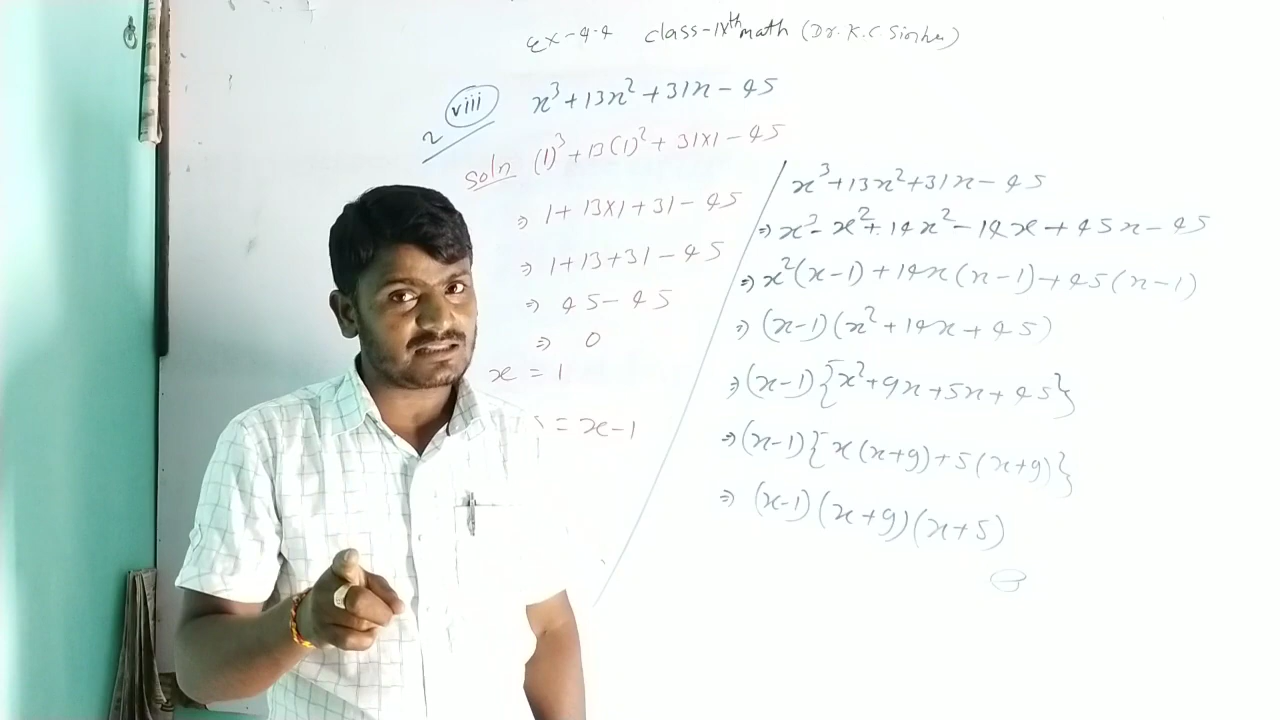 Ex-4.4 class-IXth math (Dr. K.C Sinha)
2 viii x³+13x²+31x-45
Soln (1)³+13(1)²+31×1-45
⇒ 1+13×1+31-45
⇒ 1+13+31-45
⇒ 45-45
⇒ 0
x = 1
= x-1
x³+13x²+31x-45
⇒ x³-x²+14x²-14x+45x-45
⇒ x²(x-1)+14x(x-1)+45(x-1)
⇒ (x-1)(x²+14x+45)
⇒ (x-1){x²+9x+5x+45}
⇒ (x-1){x(x+9)+5(x+9)}
⇒ (x-1)(x+9)(x+5)